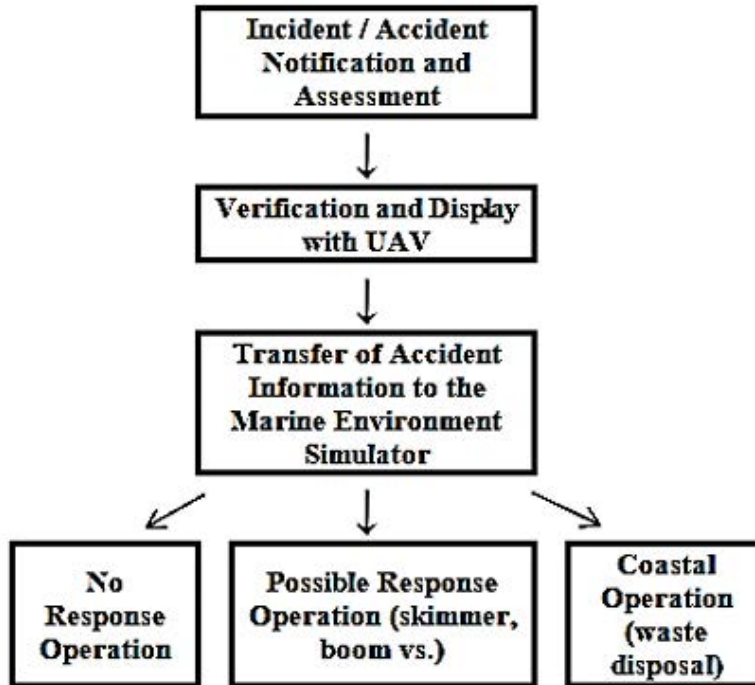 Incident / Accident
Notification and
Assessment
Verification and Display
with UAV
Transfer of Accident
Information to the
Marine Environment
Simulator
No
Response
Operation
Possible Response
Operation (skimmer,
boom vs.)
Coastal
Operation
(waste
disposal)